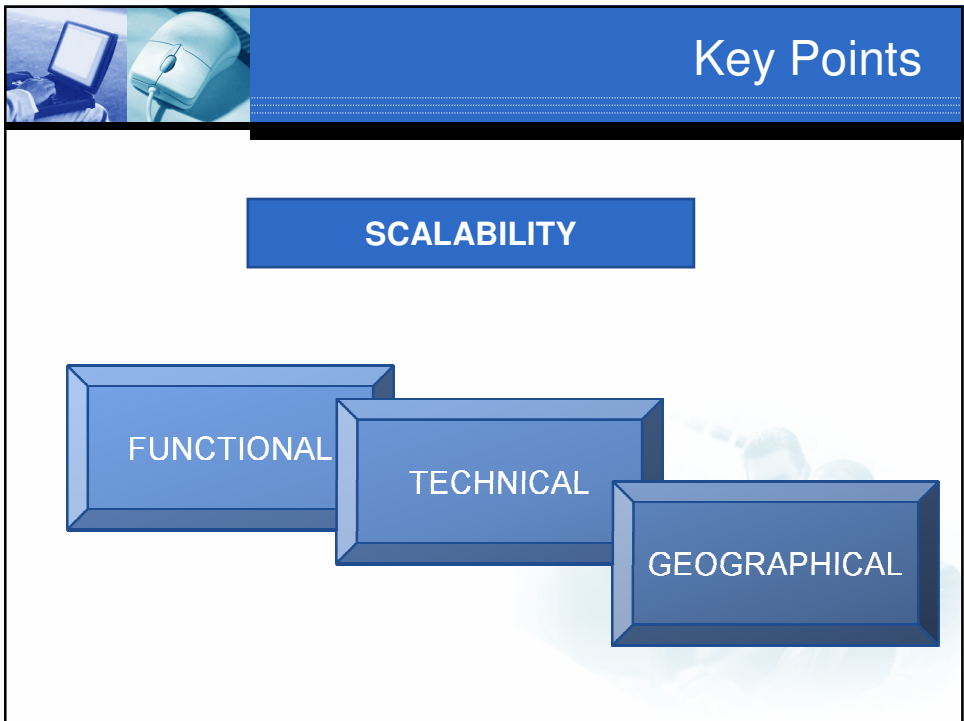 Key Points
SCALABILITY
FUNCTIONAL
TECHNICAL
GEOGRAPHICAL